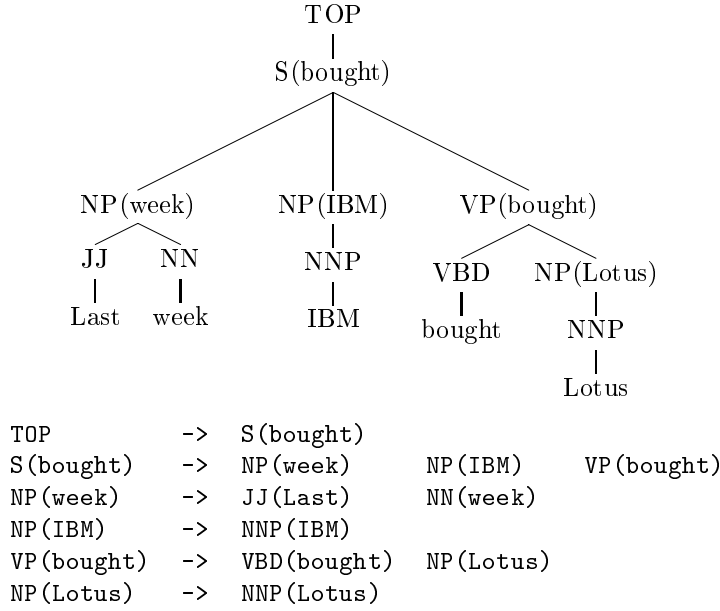 TOP
S(bought)
NP(week) NP(IBM) VP(bought)
JJ NN NNP VBD NP(Lotus)
Last week IBM bought NNP
Lotus
TOP -> S(bought)
S(bought) -> NP(week) NP(IBM) VP(bought)
NP(week) -> JJ(Last) NN(week)
NP(IBM) -> NNP(IBM)
VP(bought) -> VBD(bought) NP(Lotus)
NP(Lotus) -> NNP(Lotus)